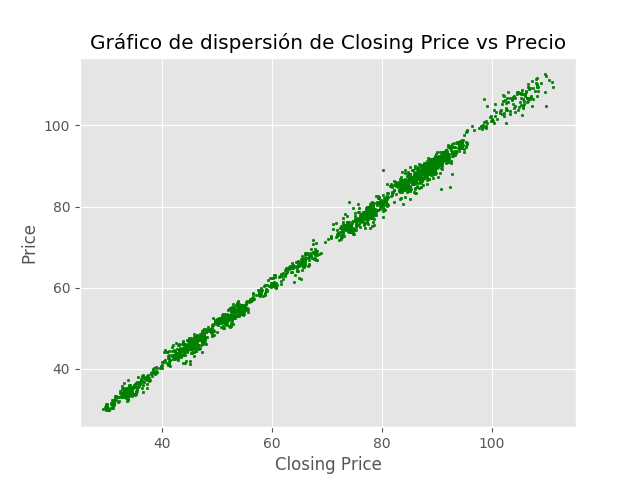 Gráfico de dispersión de Closing Price vs Precio
100
80
60
40
Price
40 60 80 100
Closing Price